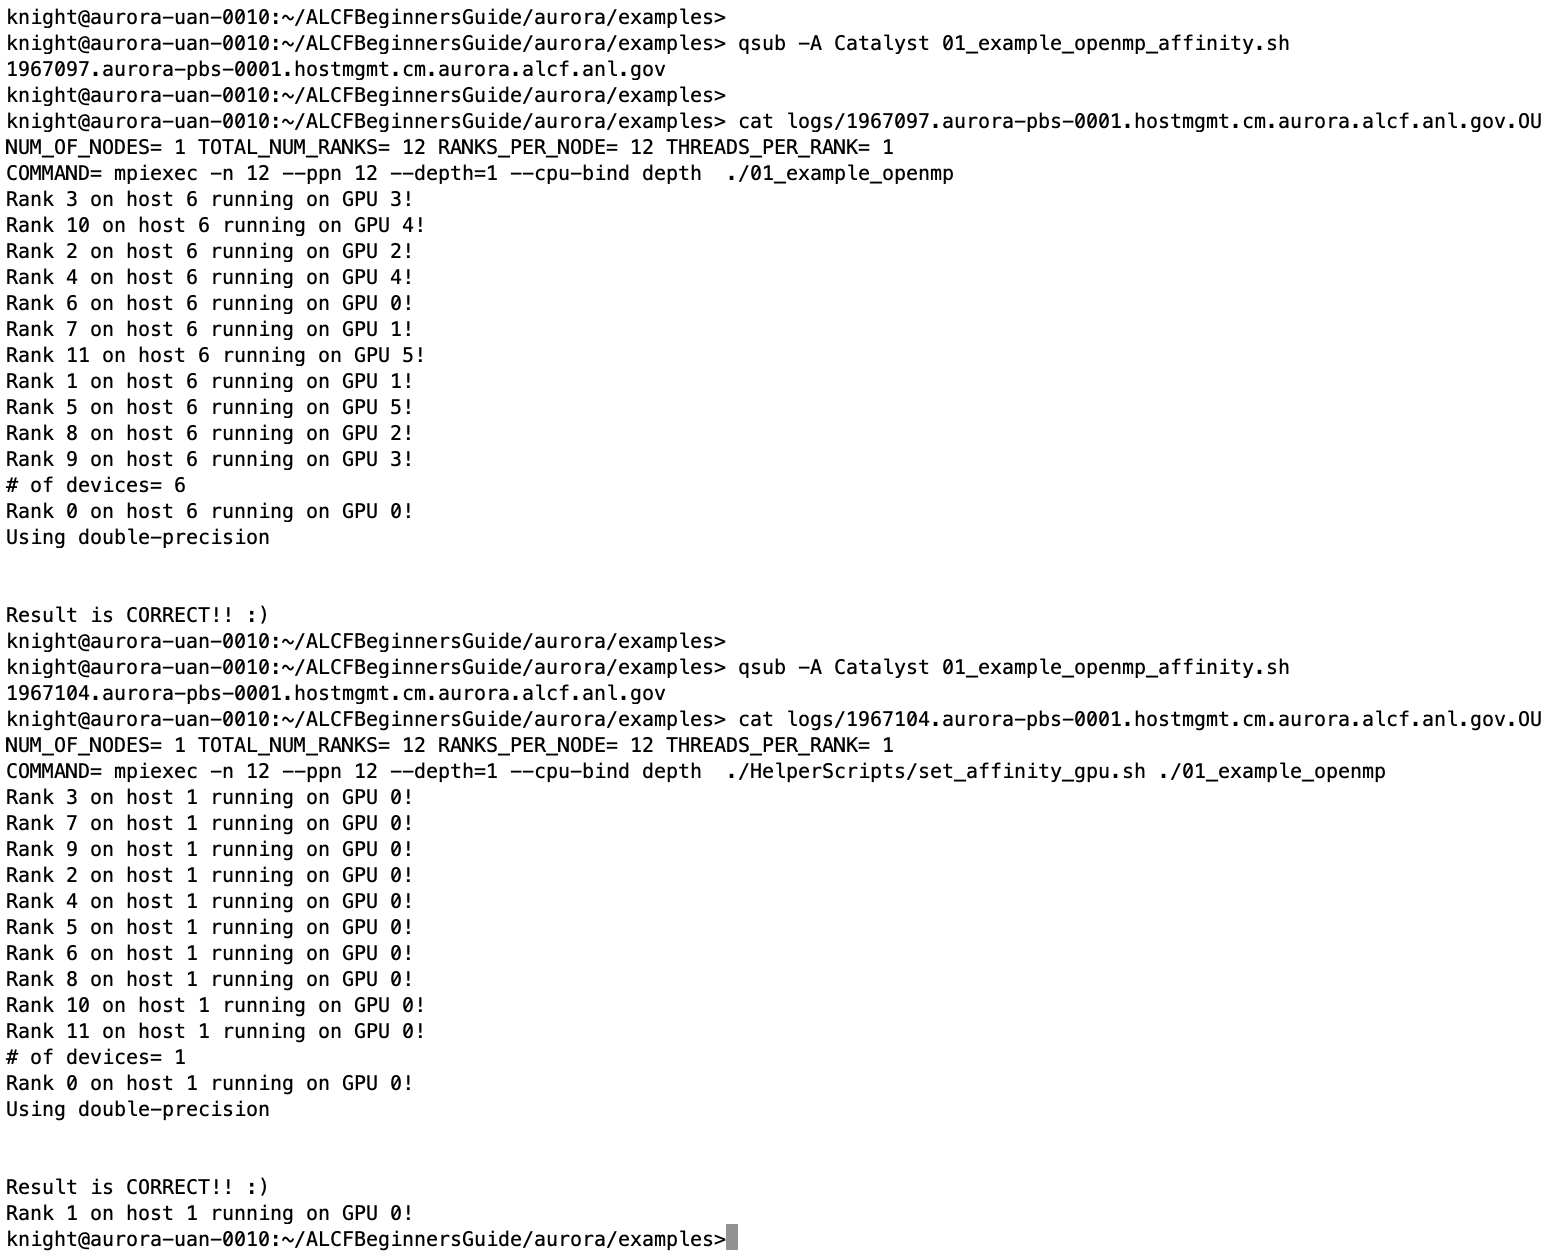 knight@aurora-uan-0010:~/ALCFBeginnersGuide/aurora/examples>
knight@aurora-uan-0010:~/ALCFBeginnersGuide/aurora/examples> qsub -A Catalyst 01_example_openmp_affinity.sh
1967097.aurora-pbs-0001.hostmgmt.cm.aurora.alcf.anl.gov
knight@aurora-uan-0010:~/ALCFBeginnersGuide/aurora/examples>
knight@aurora-uan-0010:~/ALCFBeginnersGuide/aurora/examples> cat logs/1967097.aurora-pbs-0001.hostmgmt.cm.aurora.alcf.anl.gov.OU
NUM_OF_NODES= 1 TOTAL_NUM_RANKS= 12 RANKS_PER_NODE= 12 THREADS_PER_RANK= 1
COMMAND= mpiexec -n 12 --ppn 12 --depth=1 --cpu-bind depth  ./01_example_openmp
Rank 3 on host 6 running on GPU 3!
Rank 10 on host 6 running on GPU 4!
Rank 2 on host 6 running on GPU 2!
Rank 4 on host 6 running on GPU 4!
Rank 6 on host 6 running on GPU 0!
Rank 7 on host 6 running on GPU 1!
Rank 11 on host 6 running on GPU 5!
Rank 1 on host 6 running on GPU 1!
Rank 5 on host 6 running on GPU 5!
Rank 8 on host 6 running on GPU 2!
Rank 9 on host 6 running on GPU 3!
# of devices= 6
Rank 0 on host 6 running on GPU 0!
Using double-precision
Result is CORRECT!! :)
knight@aurora-uan-0010:~/ALCFBeginnersGuide/aurora/examples>
knight@aurora-uan-0010:~/ALCFBeginnersGuide/aurora/examples> qsub -A Catalyst 01_example_openmp_affinity.sh
1967104.aurora-pbs-0001.hostmgmt.cm.aurora.alcf.anl.gov
knight@aurora-uan-0010:~/ALCFBeginnersGuide/aurora/examples> cat logs/1967104.aurora-pbs-0001.hostmgmt.cm.aurora.alcf.anl.gov.OU
NUM_OF_NODES= 1 TOTAL_NUM_RANKS= 12 RANKS_PER_NODE= 12 THREADS_PER_RANK= 1
COMMAND= mpiexec -n 12 --ppn 12 --depth=1 --cpu-bind depth  ./HelperScripts/set_affinity_gpu.sh ./01_example_openmp
Rank 3 on host 1 running on GPU 0!
Rank 7 on host 1 running on GPU 0!
Rank 9 on host 1 running on GPU 0!
Rank 2 on host 1 running on GPU 0!
Rank 4 on host 1 running on GPU 0!
Rank 5 on host 1 running on GPU 0!
Rank 6 on host 1 running on GPU 0!
Rank 8 on host 1 running on GPU 0!
Rank 10 on host 1 running on GPU 0!
Rank 11 on host 1 running on GPU 0!
# of devices= 1
Rank 0 on host 1 running on GPU 0!
Using double-precision
Result is CORRECT!! :)
Rank 1 on host 1 running on GPU 0!
knight@aurora-uan-0010:~/ALCFBeginnersGuide/aurora/examples>